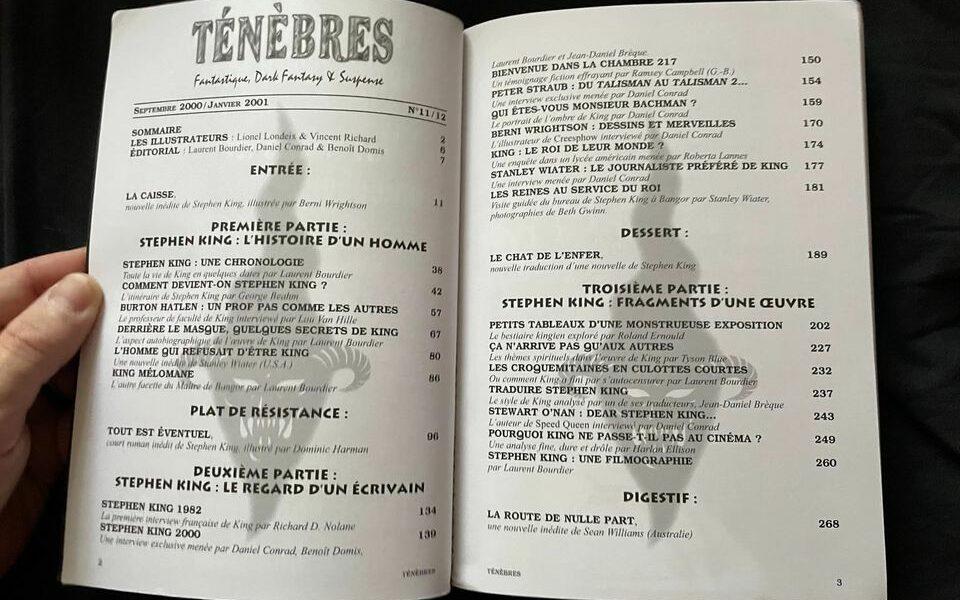 TÉNÈBRES
Fantastique, Dark Fantasy & Suspense
SEPTEMBRE 2000/JANVIER 2001 N°11/12
SOMMAIRE 2
LES ILLUSTRATEURS : Lionel Londeix & Vincent Richard 6
ÉDITORIAL : Laurent Bourdier, Daniel Conrad & Benoît Domis 7
ENTRÉE :
LA CAISSE,
nouvelle inédite de Stephen King, illustrée par Berni Wrightson 11
PREMIÈRE PARTIE :
STEPHEN KING : L'HISTOIRE D'UN HOMME
STEPHEN KING : UNE CHRONOLOGIE
Toute la vie de King en quelques dates par Laurent Bourdier 38
COMMENT DEVIENT-ON STEPHEN KING ?
L'itinéraire de Stephen King par George Beahm 42
BURTON HATLEN : UN PROF PAS COMME LES AUTRES
Le professeur de faculté de King interviewé par Lou Van Hille 57
DERRIÈRE LE MASQUE, QUELQUES SECRETS DE KING
L'aspect autobiographique de l'œuvre de King par Laurent Bourdier 67
L'HOMME QUI REFUSAIT D'ÊTRE KING
Une nouvelle inédite de Stanley Wiater (U.S.A.) 80
KING MÉLOMANE
L'autre facette du Maître de Bangor par Laurent Bourdier 86
PLAT DE RÉSISTANCE :
TOUT EST ÉVENTUEL,
court roman inédit de Stephen King, illustré par Dominic Harman 96
DEUXIÈME PARTIE :
STEPHEN KING : LE REGARD D'UN ÉCRIVAIN
STEPHEN KING 1982
La première interview française de King par Richard D. Nolane 134
STEPHEN KING 2000
Une interview exclusive menée par Daniel Conrad, Benoît Domis, 139
2
TÉNÈBRES
Laurent Bourdier et Jean-Daniel Brèque.
BIENVENUE DANS LA CHAMBRE 217 150
Un témoignage fiction effrayant par Ramsey Campbell (G.-B.)
PETER STRAUB : DU TALISMAN AU TALISMAN 2... 154
Une interview exclusive menée par Daniel Conrad
QUI ÊTES-VOUS MONSIEUR BACHMAN ? 159
Le portrait de l'ombre de King par Daniel Conrad
BERNI WRIGHTSON : DESSINS ET MERVEILLES 170
L'illustrateur de Creepshow interviewé par Daniel Conrad
KING : LE ROI DE LEUR MONDE ? 174
Une enquête dans un lycée américain menée par Roberta Lannes
STANLEY WIATER : LE JOURNALISTE PRÉFÉRÉ DE KING 177
Une interview menée par Daniel Conrad
LES REINES AU SERVICE DU ROI 181
Visite guidée du bureau de Stephen King à Bangor par Stanley Wiater,
photographies de Beth Gwinn.
DESSERT :
LE CHAT DE L'ENFER, 189
nouvelle traduction d'une nouvelle de Stephen King
TROISIÈME PARTIE :
STEPHEN KING : FRAGMENTS D'UNE ŒUVRE
PETITS TABLEAUX D'UNE MONSTRUEUSE EXPOSITION 202
Le bestiaire kingien exploré par Roland Ernould
ÇA N'ARRIVE PAS QU'AUX AUTRES 227
Les thèmes spirituels dans l'œuvre de King par Tyson Blue
LES CROQUEMITAINES EN CULOTTES COURTES 232
Ou comment King a fini par s'autocensurer par Laurent Bourdier
TRADUIRE STEPHEN KING 237
Le style de King analysé par un de ses traducteurs, Jean-Daniel Brèque
STEWART O'NAN : DEAR STEPHEN KING... 243
L'auteur de Speed Queen interviewé par Daniel Conrad
POURQUOI KING NE PASSE-T-IL PAS AU CINÉMA ? 249
Une analyse fine, dure et drôle par Harlan Ellison
STEPHEN KING : UNE FILMOGRAPHIE 260
par Laurent Bourdier
DIGESTIF :
LA ROUTE DE NULLE PART, 268
une nouvelle inédite de Sean Williams (Australie)
TÉNÈBRES
3